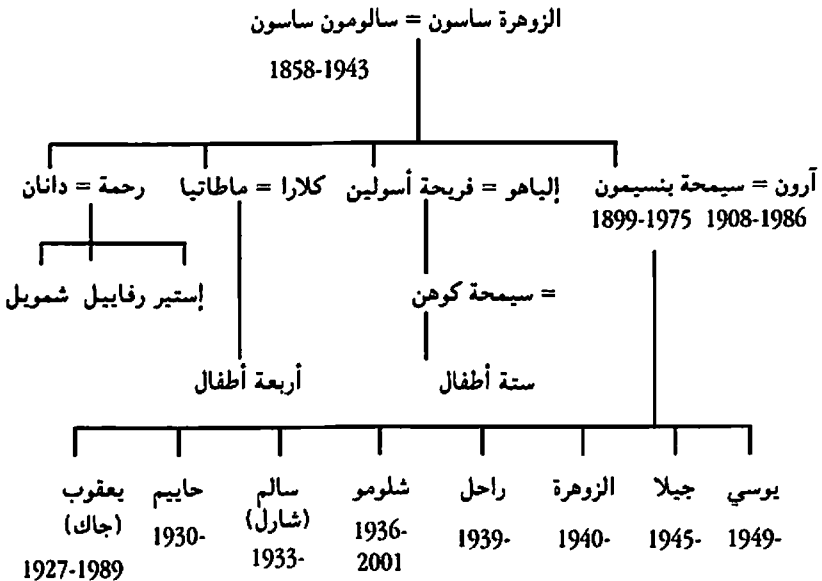 الزوهرة ساسون = سالومون ساسون
1858-1943
آرون = سيمحة بنسيمون إلياهو = فريحة أسولين كلارا = ماطاتيا رحمة = دانان
1899-1975 1908-1986
= سيمحة كوهن
إستير رفاييل شمويل
ستة أطفال أربعة أطفال
يوسي جيلا الزوهرة راحل شلومو سالم حاييم يعقوب
(شارل) (جاك)
1949- 1945- 1940- 1939- 1936-2001 1933- 1930- 1927-1989